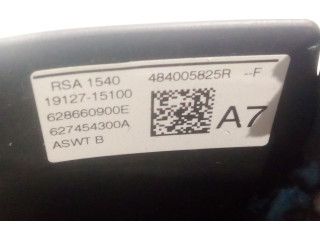 RSA 1540 484005825R --F
19127-15100
628660900E
627454300A
ASWT B
A7